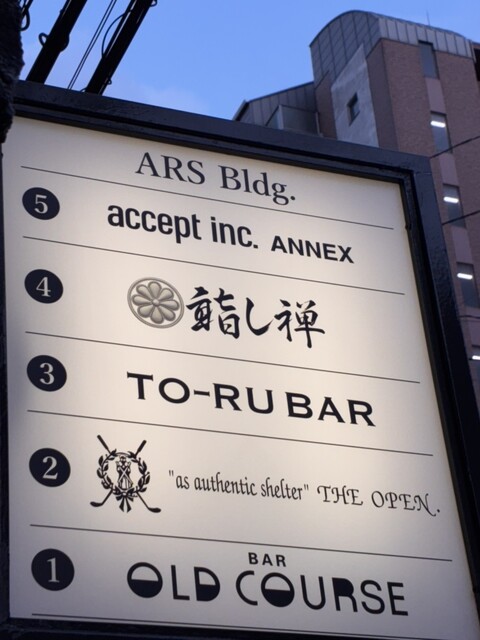 ARS Bldg.
5 accept inc. ANNEX
4 鮨し禅
3 TO-RU BAR
2 "as authentic shelter" THE OPEN.
1 BAR
OLD COURSE